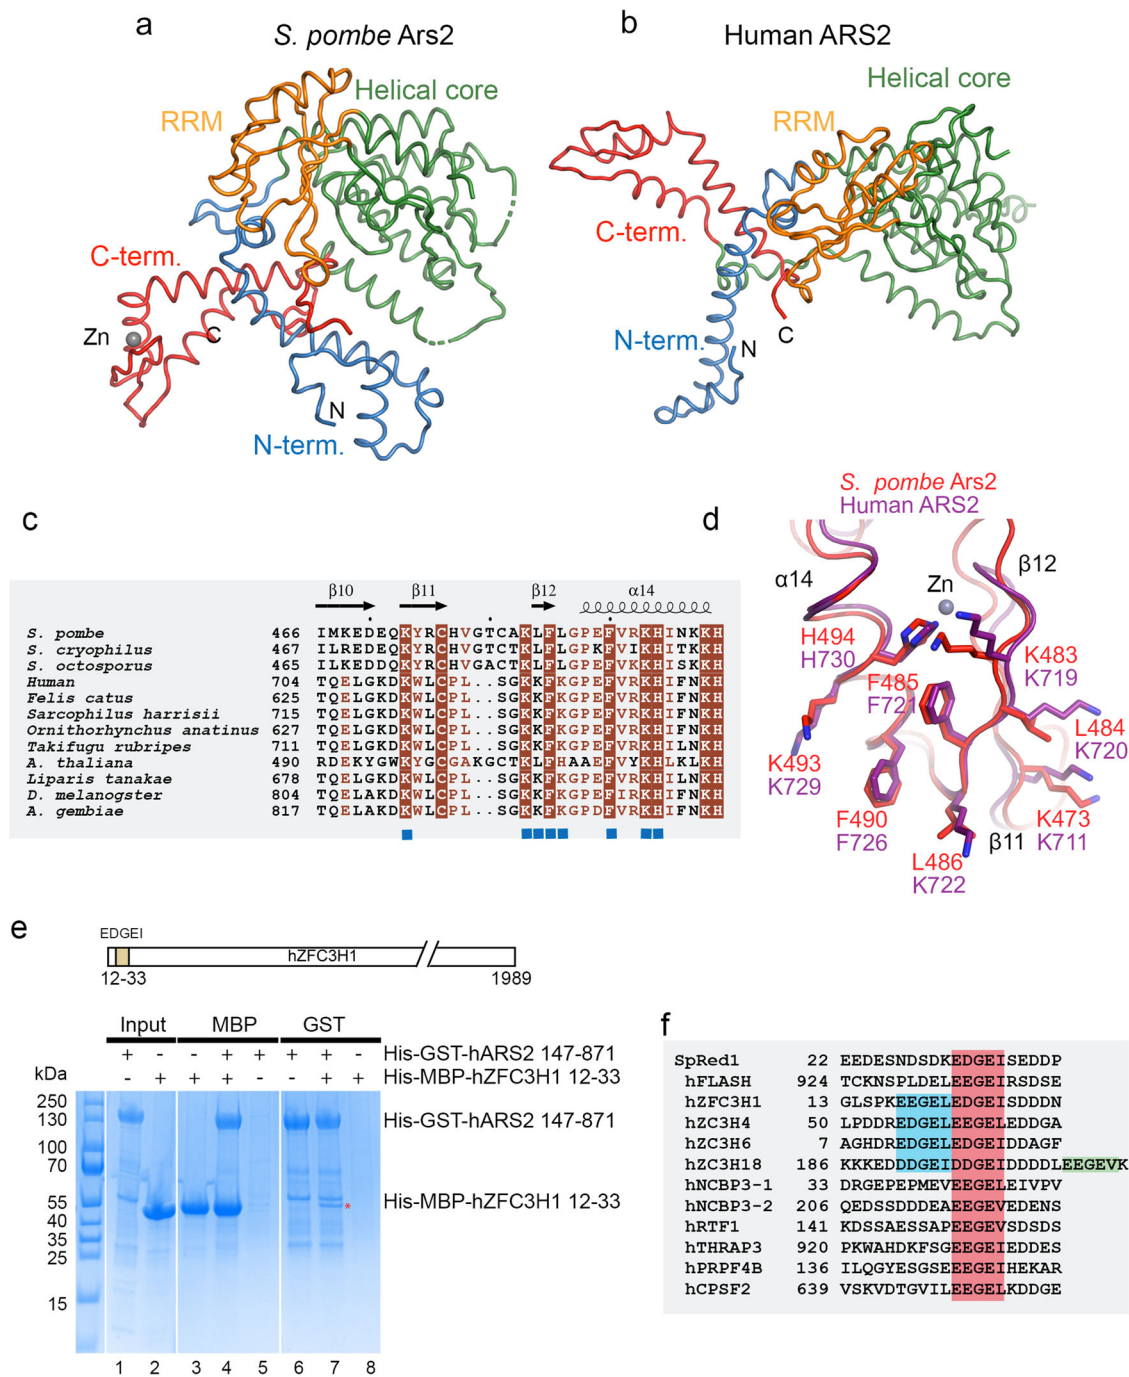 a
S. pombe Ars2
RRM
Helical core
C-term.
Zn
C
N
N-term.
b
Human ARS2
Helical core
RRM
C-term.
N-term.
N
C
c
β10 β11 β12 α14
S. pombe 466 IMKEDEQKYRCHVGTCAKLFLGPEFVRKHINKKH
S. cryophilus 467 ILREDEQKYRCHVGTCAKLFLGPKFVIKHITNKH
S. octosporus 465 ILKEDDQKYRCHVGACTKLFLGPEFVKKHISKKH
Human 704 TQELGKDKWLCPL..SGKKFKGPEFVRKHIFNKH
Felis catus 625 TQELGKDKWLCPL..SGKKFKGPEFVRKHIFNKH
Sarcophilus harrisii 715 TQELGKDKWLCPL..SGKKFKGPEFVRKHIFNKH
Ornithorhynchus anatinus 627 TQELGKDKWLCPL..SGKKFKGPEFVRKHIFNKH
Takifugu rubripes 711 TQELGKDKWLCPL..SGKKFKGPEFVRKHILNKH
A. thaliana 490 RDEKYGWKYGCGAKGCTKLFHAAEFVYKHLKLKH
Liparis tanakae 678 TQELGKDKWLCPL..SGKKFKGPEFVRKHILNKH
D. melanogster 804 TQELAKDKWLCPL..SGKKFKGPEFIRKHIFNKH
A. gembiae 817 TQELAKDKWLCPL..SGKKFKGPDFVRKHIFNKH
d
S. pombe Ars2
Human ARS2
α14
β12
Zn
H494
H730
K483
K719
F485
F721
L484
K720
K493
K729
F490
F726
K473
K711
β11
L486
K722
e
EDGEI
hZFC3H1
12-33
1989
Input MBP GST
+ - - + + + + - His-GST-hARS2 147-871
- + + + - - + + His-MBP-hZFC3H1 12-33
kDa
250
130
100
70
55
40
35
25
15
His-GST-hARS2 147-871
His-MBP-hZFC3H1 12-33
*
1 2 3 4 5 6 7 8
f
SpRed1 22 EEDESNDSDKEDGEISEDDP
hFLASH 924 TCKNSPLDELEEGEIRSDSE
hZFC3H1 13 GLSPKEEGELEDGEISDDDN
hZC3H4 50 LPDDREDGELEEGEIDDDGE
hZC3H6 7 AGHDREDGELEDGEIDDAGF
hZC3H18 186 KKKEDDDGEIDDGEIDDDDLEEGEVK
hNCBP3-1 33 DRGEPEPMEVEEGELEIVPV
hNCBP3-2 206 QEDSSDDDEAEEGEVEDENS
hRTF1 141 KDSSAESSAPEEGEVSDSDS
hTHRAP3 920 PKWAHDKFSGEEGEIEDDES
hPRPF4B 136 ILQGYESGSEEEGEIHEKAR
hCPSF2 639 VSKVDTGVILEEGELKDDGE